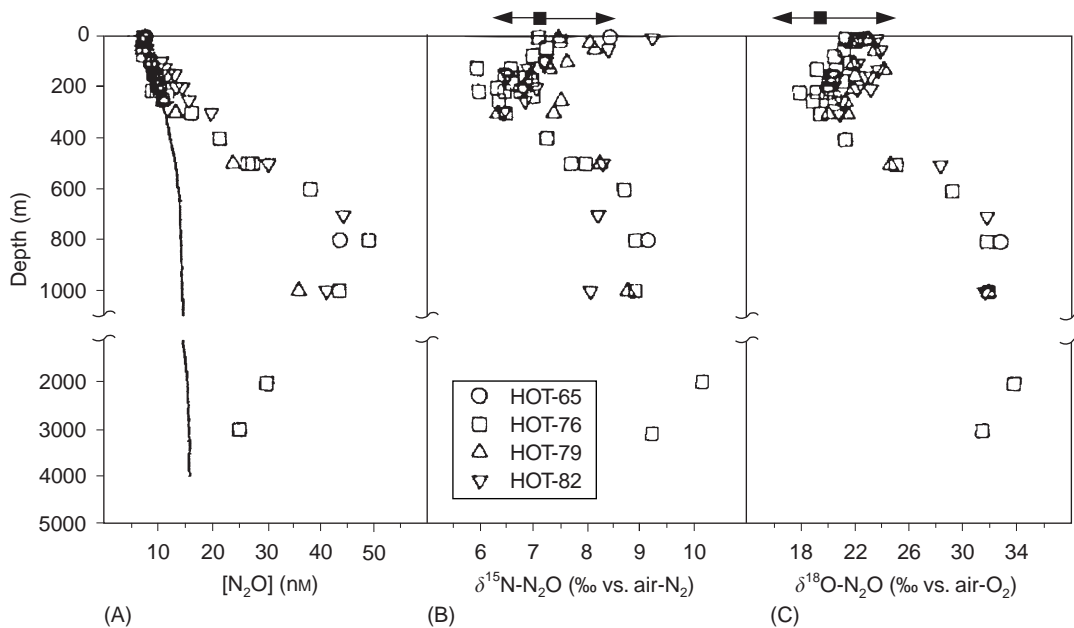 0
200
400
600
800
1000
2000
3000
4000
5000
Depth (m)
10 20 30 40 50
[N₂O] (nM)
(A)
HOT-65
HOT-76
HOT-79
HOT-82
6 7 8 9 10
δ¹⁵N-N₂O (‰ vs. air-N₂)
(B)
18 22 26 30 34
δ¹⁸O-N₂O (‰ vs. air-O₂)
(C)